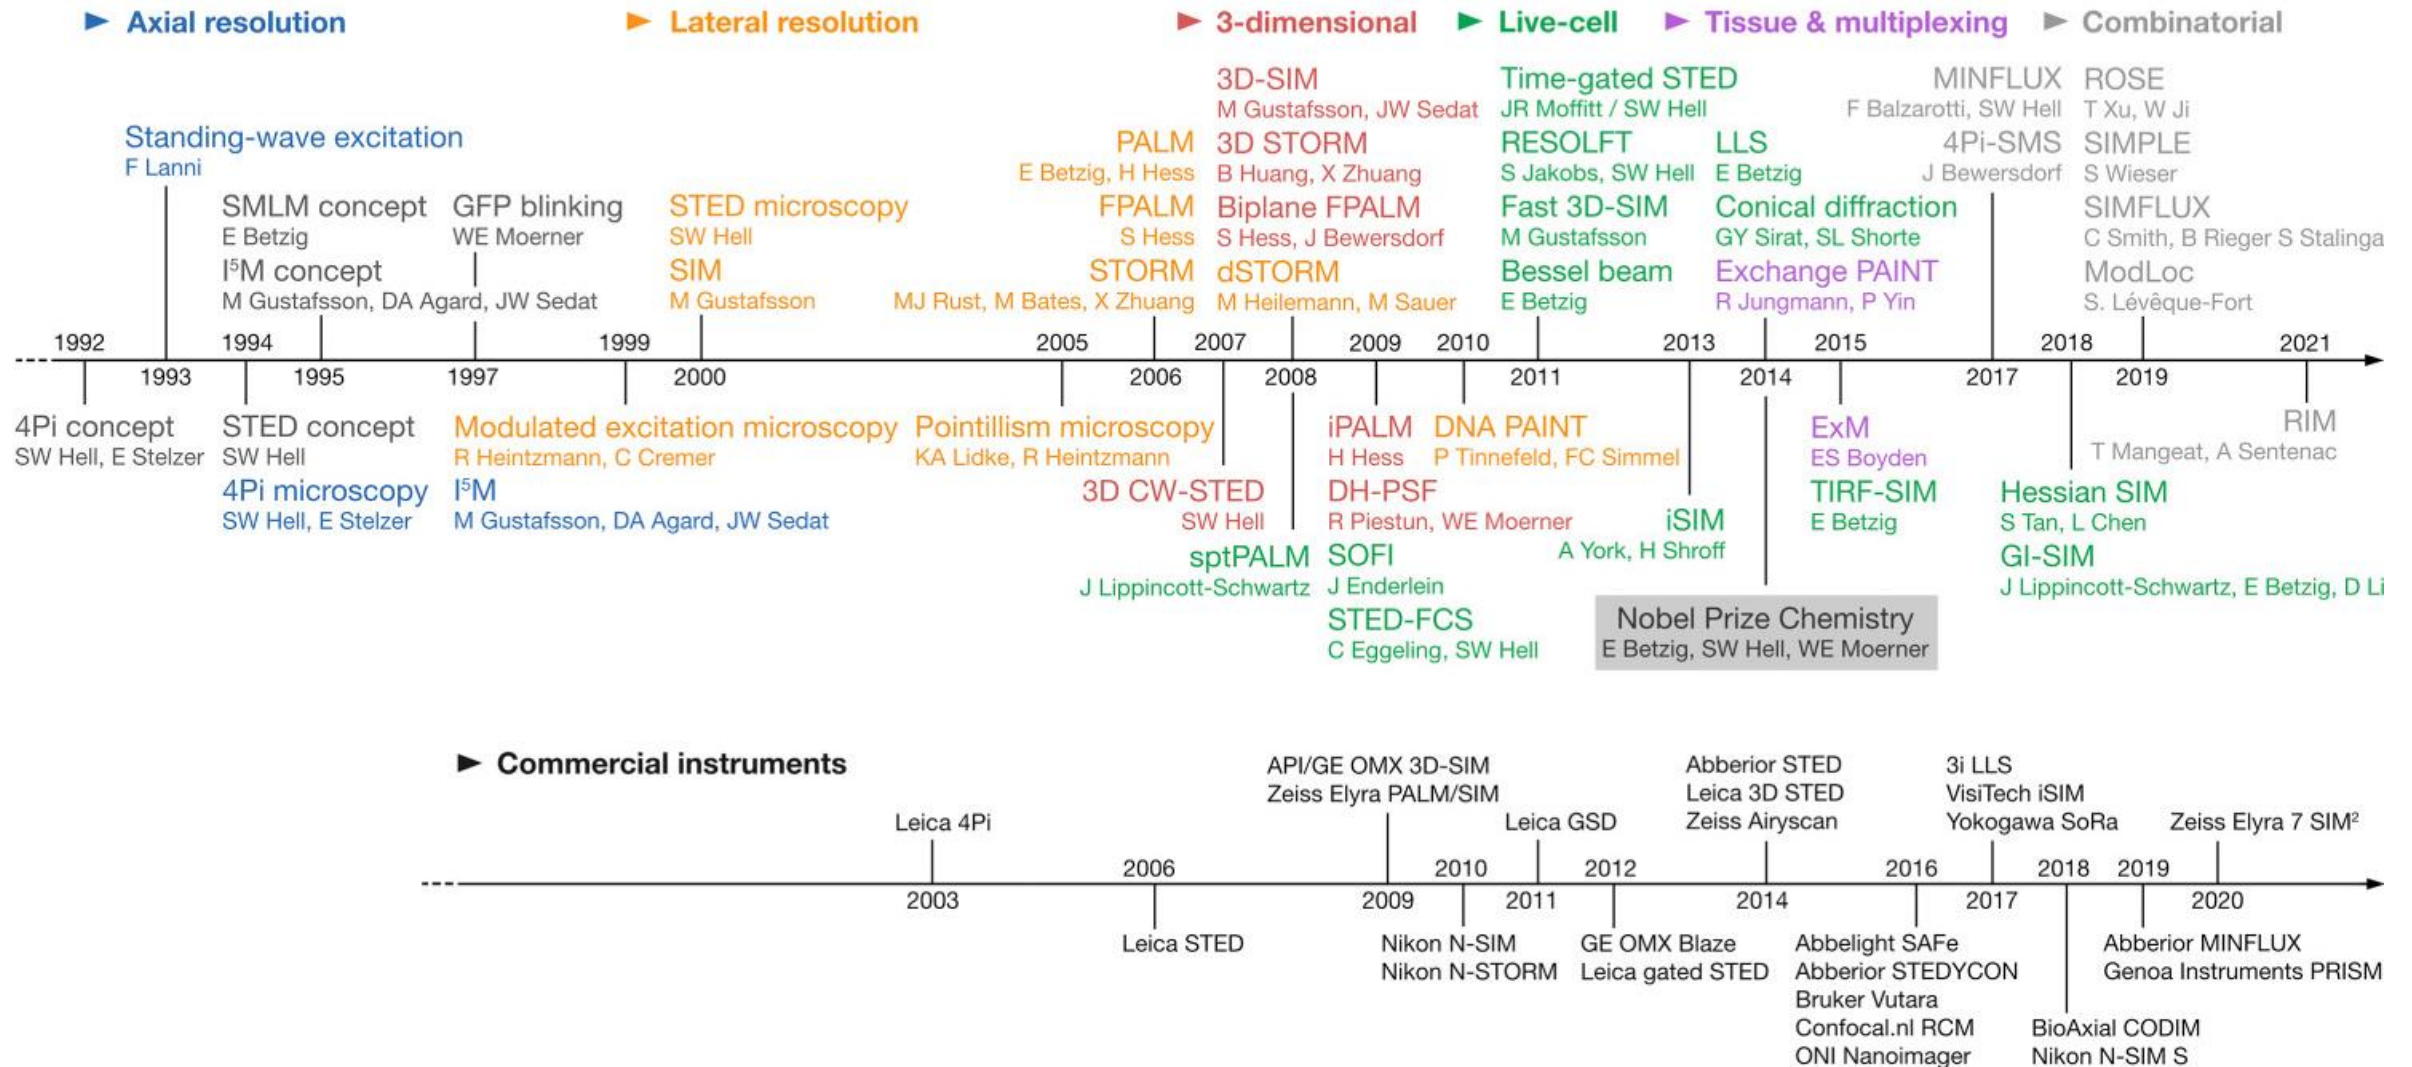 ► Axial resolution
► Lateral resolution
► 3-dimensional
► Live-cell
► Tissue & multiplexing
► Combinatorial
Standing-wave excitation
F Lanni
SMLM concept
E Betzig
I⁵M concept
M Gustafsson, DA Agard, JW Sedat
GFP blinking
WE Moerner
STED microscopy
SW Hell
SIM
M Gustafsson
PALM
E Betzig, H Hess
FPALM
S Hess
STORM
MJ Rust, M Bates, X Zhuang
3D-SIM
M Gustafsson, JW Sedat
3D STORM
B Huang, X Zhuang
Biplane FPALM
S Hess, J Bewersdorf
dSTORM
M Heilemann, M Sauer
Time-gated STED
JR Moffitt / SW Hell
RESOLFT
S Jakobs, SW Hell
Fast 3D-SIM
M Gustafsson
Bessel beam
E Betzig
LLS
E Betzig
Conical diffraction
GY Sirat, SL Shorte
Exchange PAINT
R Jungmann, P Yin
MINFLUX
F Balzarotti, SW Hell
4Pi-SMS
J Bewersdorf
ROSE
T Xu, W Ji
SIMPLE
S Wieser
SIMFLUX
C Smith, B Rieger S Stalinga
ModLoc
S. Lévêque-Fort
1992 1994 1999 2005 2007 2009 2010 2013 2015 2018 2021
1993 1995 1997 2000 2006 2008 2011 2014 2017 2019
4Pi concept
SW Hell, E Stelzer
STED concept
SW Hell
4Pi microscopy
SW Hell, E Stelzer
Modulated excitation microscopy
R Heintzmann, C Cremer
I⁵M
M Gustafsson, DA Agard, JW Sedat
Pointillism microscopy
KA Lidke, R Heintzmann
3D CW-STED
SW Hell
sptPALM
J Lippincott-Schwartz
iPALM
H Hess
DH-PSF
R Piestun, WE Moerner
SOFI
J Enderlein
STED-FCS
C Eggeling, SW Hell
DNA PAINT
P Tinnefeld, FC Simmel
iSIM
A York, H Shroff
Nobel Prize Chemistry
E Betzig, SW Hell, WE Moerner
ExM
ES Boyden
TIRF-SIM
E Betzig
Hessian SIM
S Tan, L Chen
GI-SIM
J Lippincott-Schwartz, E Betzig, D Li
RIM
T Mangeat, A Sentenac
► Commercial instruments
Leica 4Pi
API/GE OMX 3D-SIM
Zeiss Elyra PALM/SIM
Leica GSD
Abberior STED
Leica 3D STED
Zeiss Airyscan
3i LLS
VisiTech iSIM
Yokogawa SoRa
Zeiss Elyra 7 SIM²
2006 2010 2012 2016 2018 2019
2003 2009 2011 2014 2017 2020
Leica STED
Nikon N-SIM
Nikon N-STORM
GE OMX Blaze
Leica gated STED
Abbelight SAFe
Abberior STEDYCON
Bruker Vutara
Confocal.nl RCM
ONI Nanoimager
BioAxial CODIM
Nikon N-SIM S
Abberior MINFLUX
Genoa Instruments PRISM